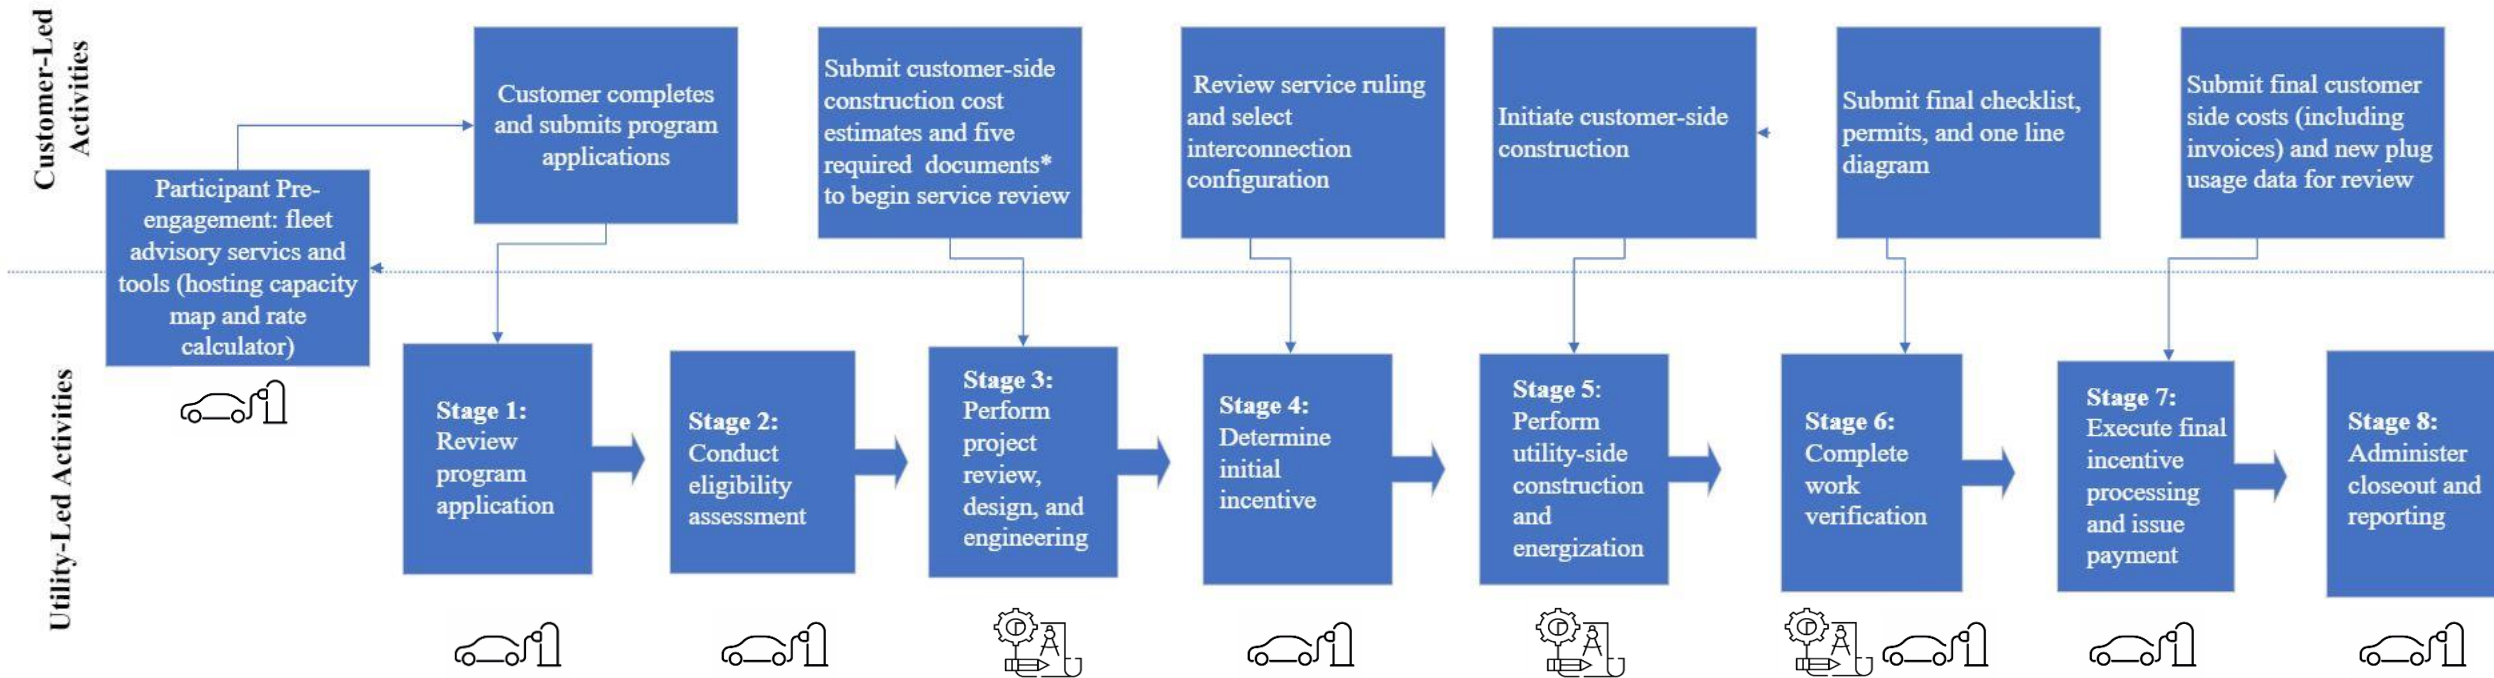 Customer-Led
Activities
Participant Pre-
engagement: fleet
advisory servics and
tools (hosting capacity
map and rate
calculator)
Customer completes
and submits program
applications
Submit customer-side
construction cost
estimates and five
required documents*
to begin service review
Review service ruling
and select
interconnection
configuration
Initiate customer-side
construction
Submit final checklist,
permits, and one line
diagram
Submit final customer
side costs (including
invoices) and new plug
usage data for review
Utility-Led Activities
Stage 1:
Review
program
application
Stage 2:
Conduct
eligibility
assessment
Stage 3:
Perform
project
review,
design, and
engineering
Stage 4:
Determine
initial
incentive
Stage 5:
Perform
utility-side
construction
and
energization
Stage 6:
Complete
work
verification
Stage 7:
Execute final
incentive
processing
and issue
payment
Stage 8:
Administer
closeout and
reporting